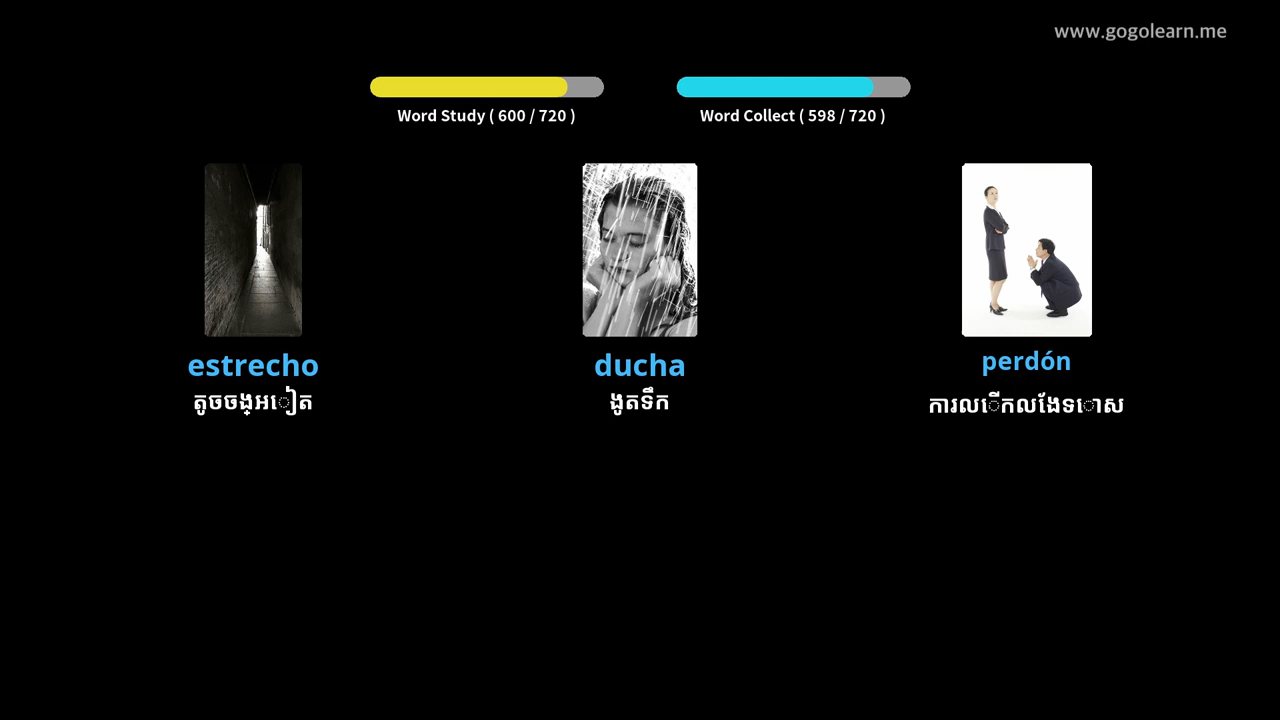 www.gogolearn.me
Word Study ( 600 / 720 )
Word Collect ( 598 / 720 )
estrecho
ducha
perdón
តូចចង្អៀត
ងូតទឹក
ការលើកលែងទោស